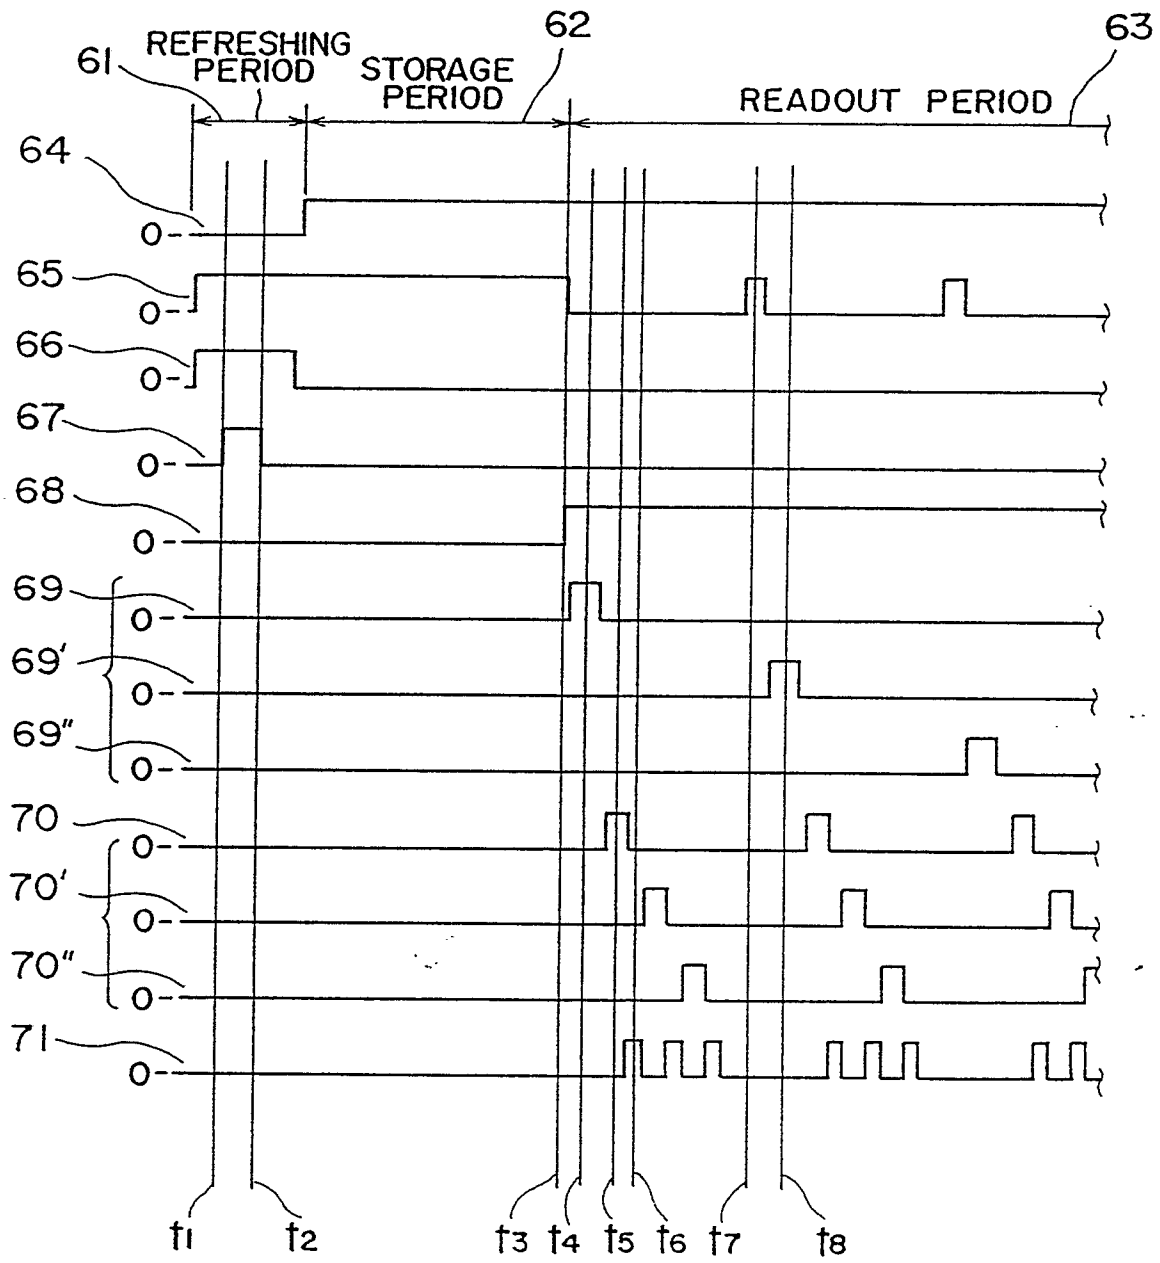 61
REFRESHING
PERIOD
STORAGE
PERIOD
62
READOUT PERIOD
63
64
0
65
0
66
0
67
0
68
0
69
0
69'
0
69"
0
70
0
70'
0
70"
0
71
0
t1
t2
t3
t4
t5
t6
t7
t8